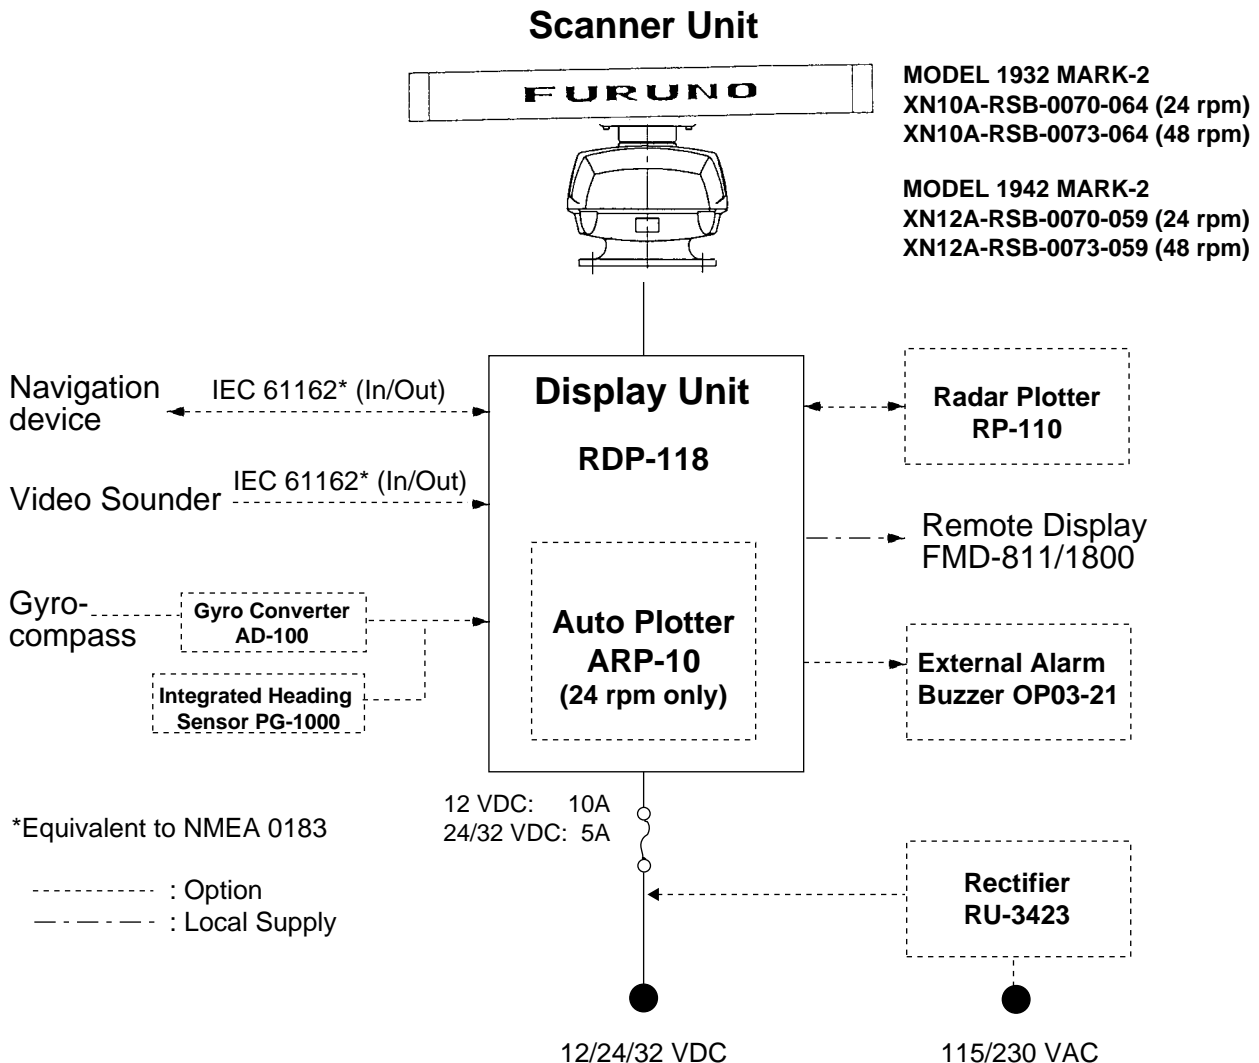 Scanner Unit
FURUNO
MODEL 1932 MARK-2
XN10A-RSB-0070-064 (24 rpm)
XN10A-RSB-0073-064 (48 rpm)
MODEL 1942 MARK-2
XN12A-RSB-0070-059 (24 rpm)
XN12A-RSB-0073-059 (48 rpm)
Navigation
device
IEC 61162* (In/Out)
Video Sounder
IEC 61162* (In/Out)
Gyro-
compass
Gyro Converter
AD-100
Integrated Heading
Sensor PG-1000
Display Unit
RDP-118
Auto Plotter
ARP-10
(24 rpm only)
Radar Plotter
RP-110
Remote Display
FMD-811/1800
External Alarm
Buzzer OP03-21
12 VDC: 10A
24/32 VDC: 5A
*Equivalent to NMEA 0183
: Option
: Local Supply
Rectifier
RU-3423
12/24/32 VDC
115/230 VAC